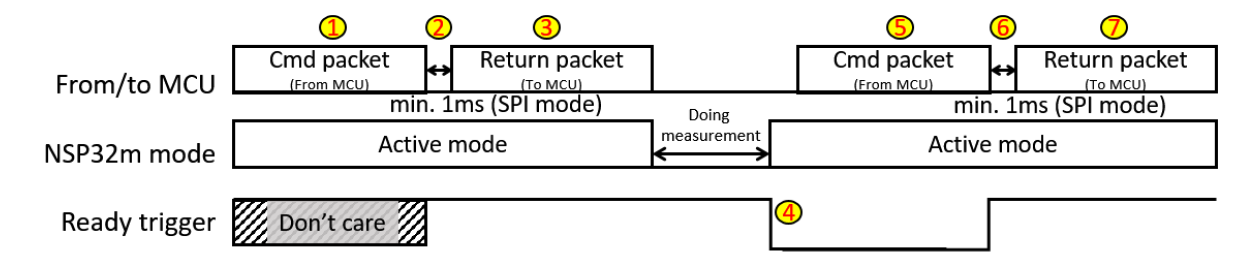 1 2 3 5 6 7
Cmd packet Return packet Cmd packet Return packet
From/to MCU (From MCU) (To MCU) (From MCU) (To MCU)
min. 1ms (SPI mode) min. 1ms (SPI mode)
Doing
measurement
NSP32m mode Active mode Active mode
4
Ready trigger Don't care